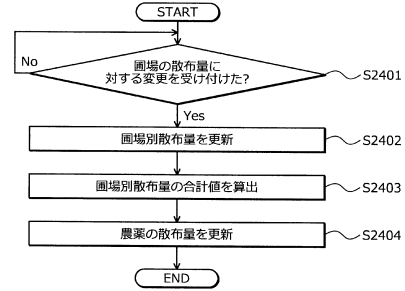 START
No
圃場の散布量に
対する変更を受け付けた?
S2401
Yes
圃場別散布量を更新
S2402
圃場別散布量の合計値を算出
S2403
農薬の散布量を更新
S2404
END